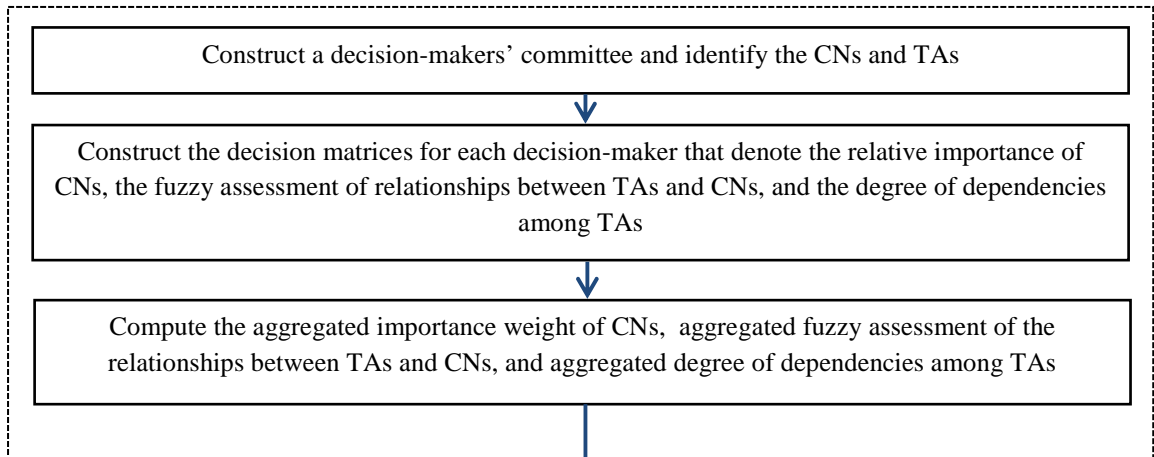 Construct a decision-makers’ committee and identify the CNs and TAs
Construct the decision matrices for each decision-maker that denote the relative importance of
CNs, the fuzzy assessment of relationships between TAs and CNs, and the degree of dependencies
among TAs
Compute the aggregated importance weight of CNs,  aggregated fuzzy assessment of the
relationships between TAs and CNs, and aggregated degree of dependencies among TAs